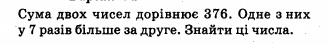 Сума двох чисел дорівнює 376. Одне з них
у 7 разів більше за друге. Знайти ці числа.